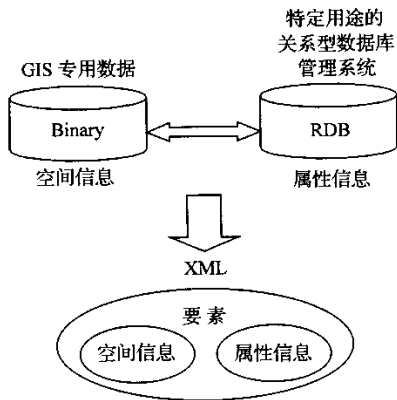 GIS 专用数据
特定用途的
关系型数据库
管理系统
Binary
RDB
空间信息
属性信息
XML
要素
空间信息
属性信息